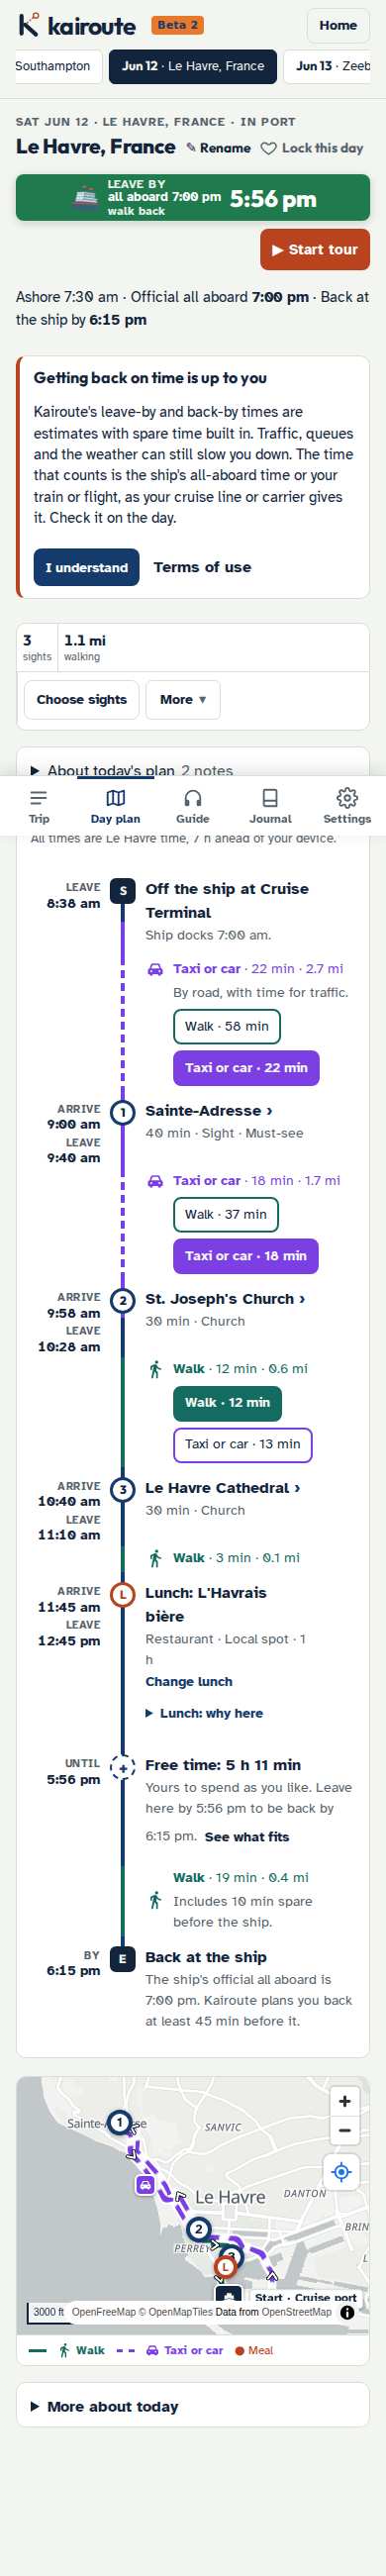 kairoute Beta 2 Home
Southampton Jun 12 · Le Havre, France Jun 13 · Zeeb
SAT JUN 12 · LE HAVRE, FRANCE · IN PORT
Le Havre, France ✎ Rename Lock this day
LEAVE BY
all aboard 7:00 pm
walk back
5:56 pm
▶ Start tour
Ashore 7:30 am · Official all aboard 7:00 pm · Back at
the ship by 6:15 pm
Getting back on time is up to you
Kairoute's leave-by and back-by times are
estimates with spare time built in. Traffic, queues
and the weather can still slow you down. The time
that counts is the ship's all-aboard time or your
train or flight, as your cruise line or carrier gives
it. Check it on the day.
I understand Terms of use
3 1.1 mi
sights walking
Choose sights More ▼
▶ About today's plan 2 notes
Trip Day plan Guide Journal Settings
All times are Le Havre time, 7 h ahead of your device.
LEAVE
8:38 am
S
Off the ship at Cruise
Terminal
Ship docks 7:00 am.
Taxi or car · 22 min · 2.7 mi
By road, with time for traffic.
Walk · 58 min
Taxi or car · 22 min
ARRIVE
9:00 am
LEAVE
9:40 am
1
Sainte-Adresse ›
40 min · Sight · Must-see
Taxi or car · 18 min · 1.7 mi
Walk · 37 min
Taxi or car · 18 min
ARRIVE
9:58 am
LEAVE
10:28 am
2
St. Joseph's Church ›
30 min · Church
Walk · 12 min · 0.6 mi
Walk · 12 min
Taxi or car · 13 min
ARRIVE
10:40 am
LEAVE
11:10 am
3
Le Havre Cathedral ›
30 min · Church
Walk · 3 min · 0.1 mi
ARRIVE
11:45 am
LEAVE
12:45 pm
L
Lunch: L'Havrais
bière
Restaurant · Local spot · 1
h
Change lunch
▶ Lunch: why here
UNTIL
5:56 pm
+
Free time: 5 h 11 min
Yours to spend as you like. Leave
here by 5:56 pm to be back by
6:15 pm. See what fits
Walk · 19 min · 0.4 mi
Includes 10 min spare
before the ship.
BY
6:15 pm
E
Back at the ship
The ship's official all aboard is
7:00 pm. Kairoute plans you back
at least 45 min before it.
+
−
Sainte- 1 sse
SANVIC
Le Havre
DANTON
2
PERREY
BRIN
L
Start · Cruise port
3000 ft OpenFreeMap © OpenMapTiles Data from OpenStreetMap
Walk Taxi or car Meal
▶ More about today